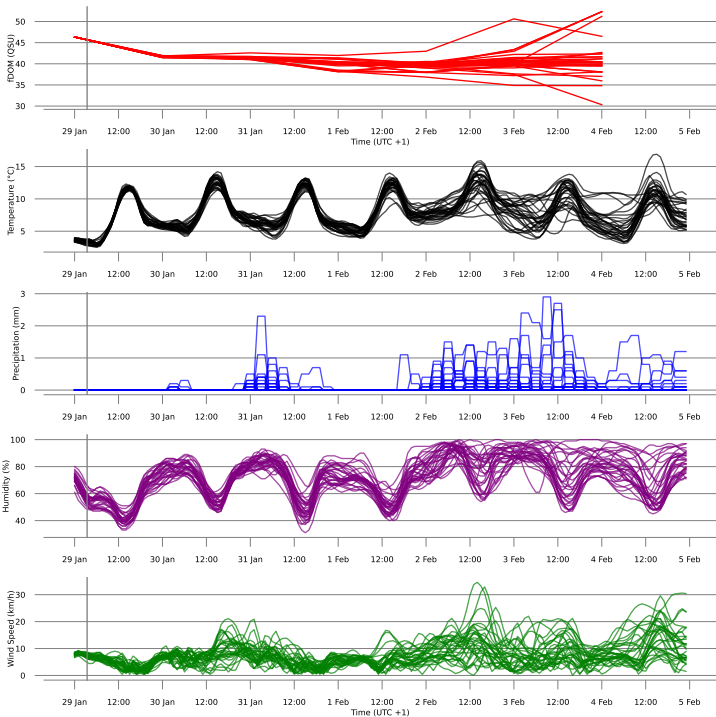 50
45
40
35
30
fDOM (QSU)
29 Jan 12:00 30 Jan 12:00 31 Jan 12:00 1 Feb 12:00 2 Feb 12:00 3 Feb 12:00 4 Feb 12:00 5 Feb
Time (UTC +1)
15
10
5
Temperature (°C)
29 Jan 12:00 30 Jan 12:00 31 Jan 12:00 1 Feb 12:00 2 Feb 12:00 3 Feb 12:00 4 Feb 12:00 5 Feb
3
2
1
0
Precipitation (mm)
29 Jan 12:00 30 Jan 12:00 31 Jan 12:00 1 Feb 12:00 2 Feb 12:00 3 Feb 12:00 4 Feb 12:00 5 Feb
100
80
60
40
Humidity (%)
29 Jan 12:00 30 Jan 12:00 31 Jan 12:00 1 Feb 12:00 2 Feb 12:00 3 Feb 12:00 4 Feb 12:00 5 Feb
30
20
10
0
Wind Speed (km/h)
29 Jan 12:00 30 Jan 12:00 31 Jan 12:00 1 Feb 12:00 2 Feb 12:00 3 Feb 12:00 4 Feb 12:00 5 Feb
Time (UTC +1)